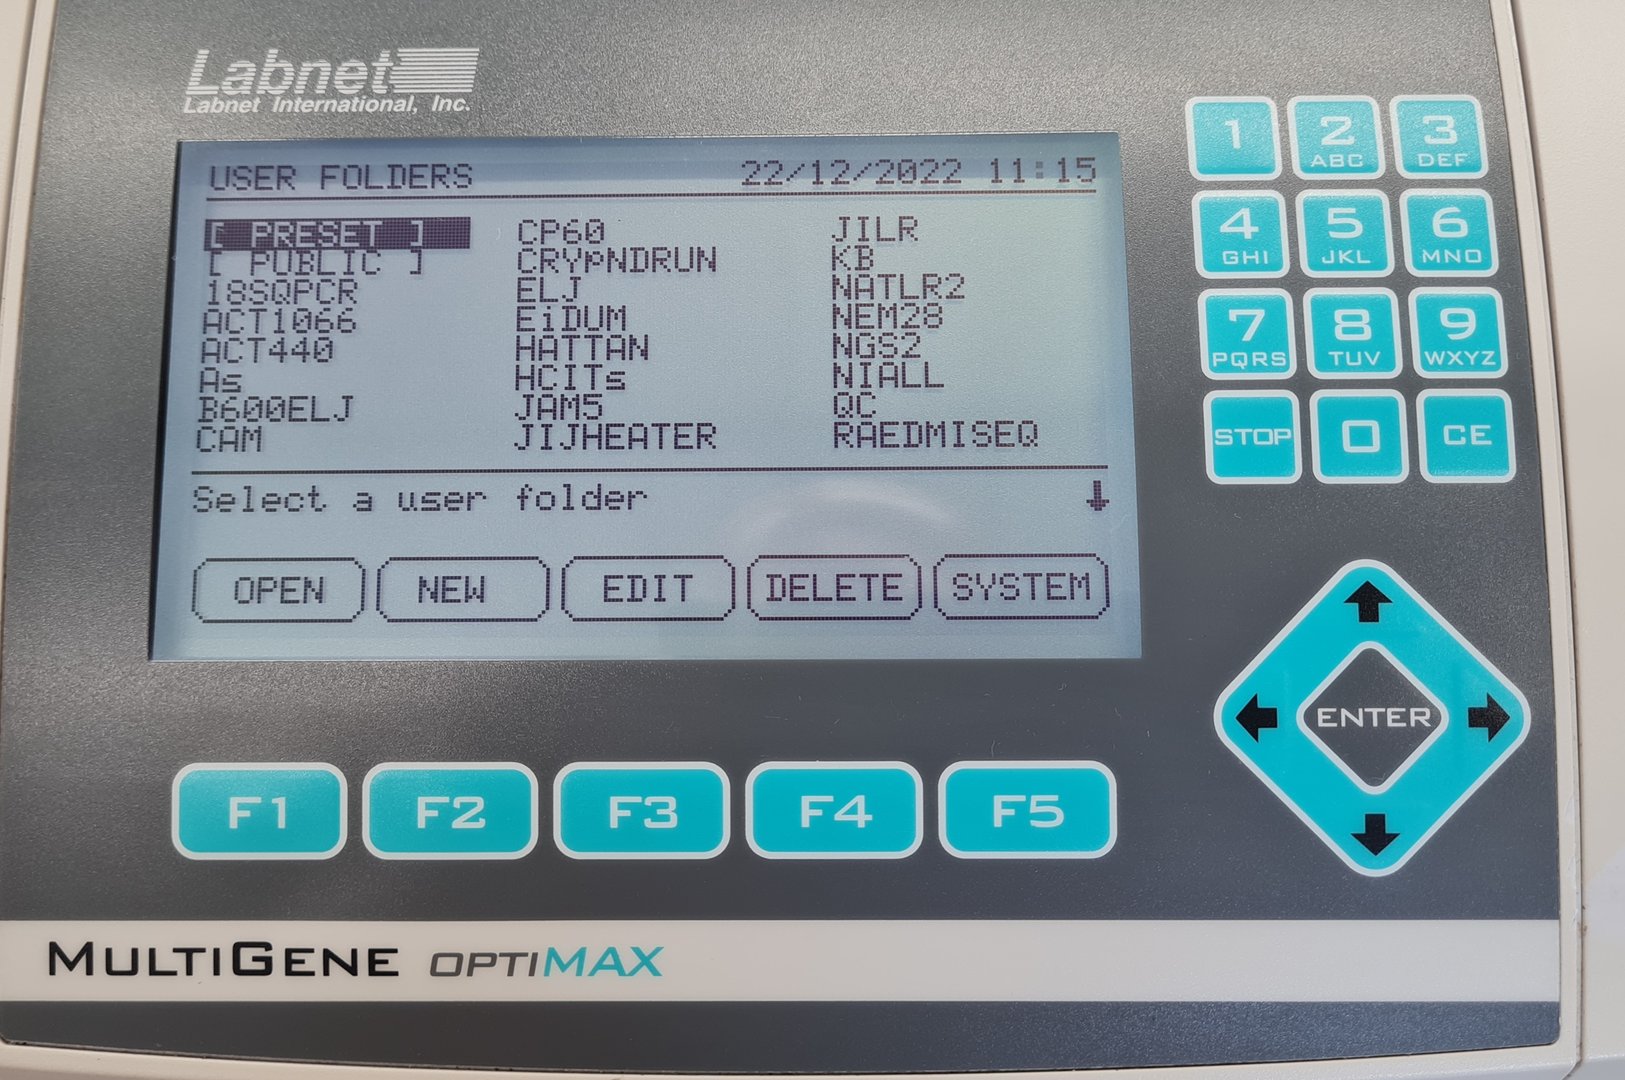 Labnet
Labnet International, Inc.
USER FOLDERS 22/12/2022 11:15
[ PRESET ] CP60 JILR
[ PUBLIC ] CRYpNDRUN KB
18SQPCR ELJ NATLR2
ACT1066 EiDUM NEM28
ACT440 HATTAN NGS2
As HCITs NIALL
B600ELJ JAM5 QC
CAM JIJHEATER RAEDMISEQ
Select a user folder
OPEN NEW EDIT DELETE SYSTEM
1 2 3
ABC DEF
4 5 6
GHI JKL MNO
7 8 9
PQRS TUV WXYZ
STOP 0 CE
ENTER
F1 F2 F3 F4 F5
MULTIGENE OPTIMAX